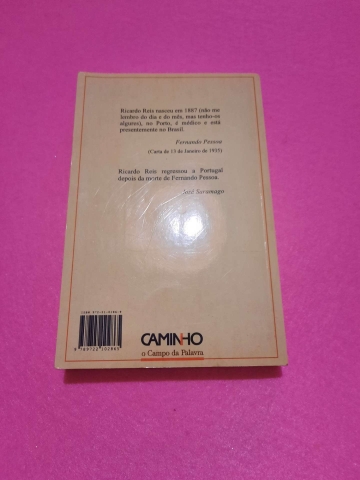 Ricardo Reis nasceu em 1887 (não me
lembro do dia e do mês, mas tenho-os
algures), no Porto, é médico e está
presentemente no Brasil.
Fernando Pessoa
(Carta de 13 de Janeiro de 1935)
Ricardo Reis regressou a Portugal
depois da morte de Fernando Pessoa.
José Saramago
CAMINHO
o Campo da Palavra